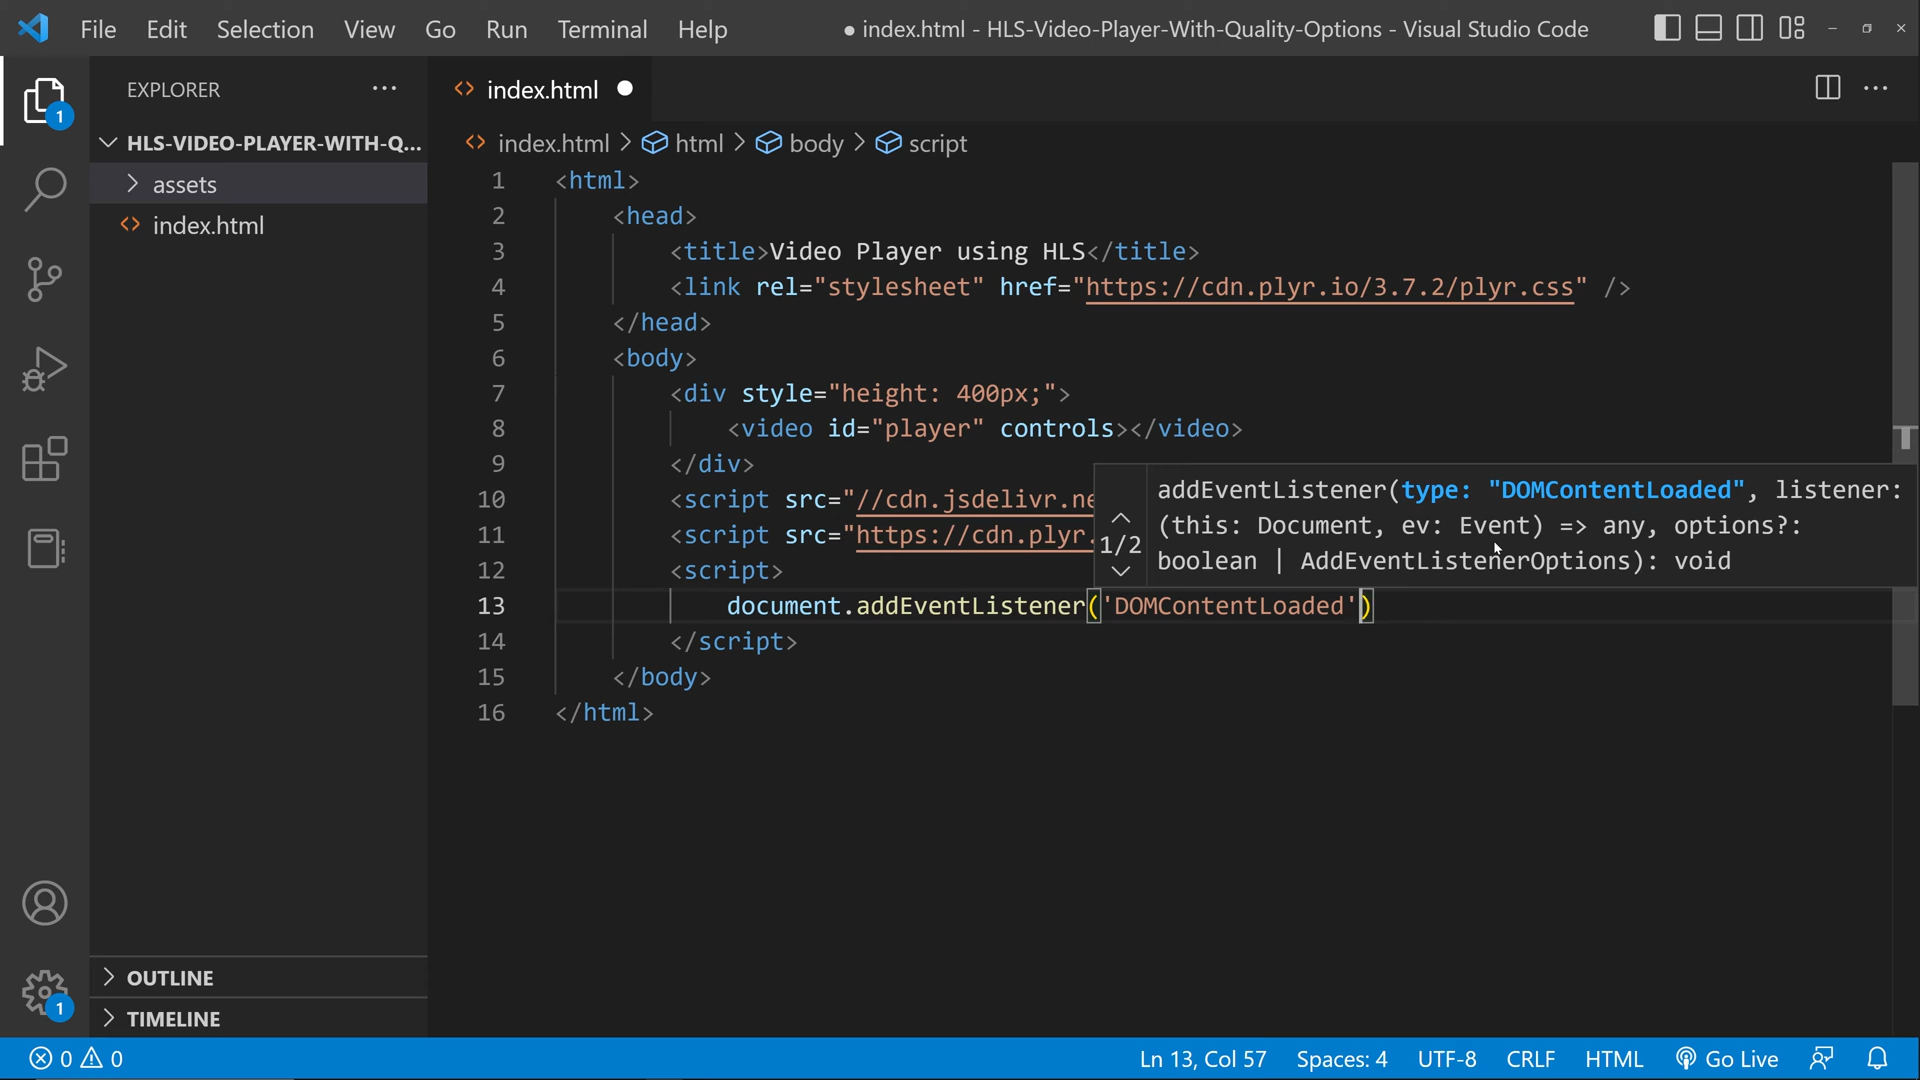 File Edit Selection View Go Run Terminal Help ● index.html - HLS-Video-Player-With-Quality-Options - Visual Studio Code
EXPLORER ···
index.html ●
1
HLS-VIDEO-PLAYER-WITH-Q...
assets
index.html
index.html > html > body > script
1 <html>
2 <head>
3 <title>Video Player using HLS</title>
4 <link rel="stylesheet" href="https://cdn.plyr.io/3.7.2/plyr.css" />
5 </head>
6 <body>
7 <div style="height: 400px;">
8 <video id="player" controls></video>
9 </div>
10 <script src="//cdn.jsdelivr.ne
11 <script src="https://cdn.plyr.
12 <script>
13 document.addEventListener('DOMContentLoaded')
14 </script>
15 </body>
16 </html>
addEventListener(type: "DOMContentLoaded", listener:
1/2
(this: Document, ev: Event) => any, options?:
boolean | AddEventListenerOptions): void
OUTLINE
1
TIMELINE
0 0 Ln 13, Col 57 Spaces: 4 UTF-8 CRLF HTML Go Live